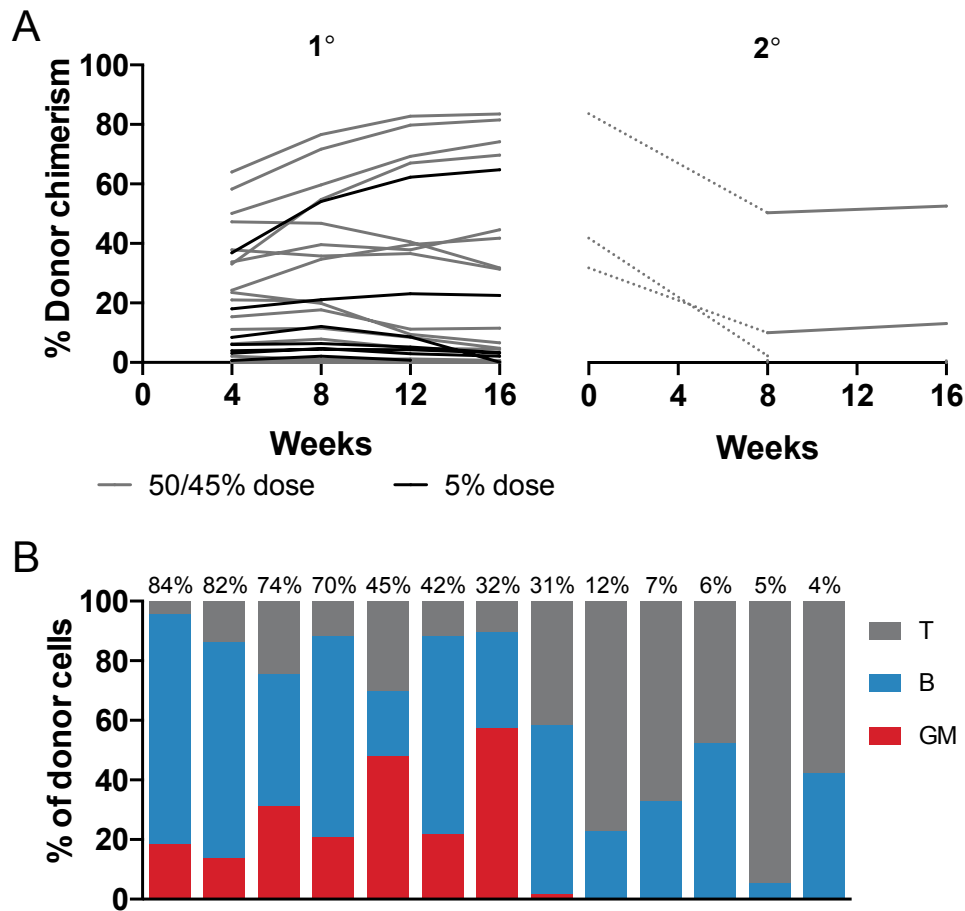 A
1° 2°
% Donor chimerism
100
80
60
40
20
0
0 4 8 12 16
0 4 8 12 16
Weeks Weeks
50/45% dose 5% dose
B
84% 82% 74% 70% 45% 42% 32% 31% 12% 7% 6% 5% 4%
% of donor cells
100
80
60
40
20
0
T
B
GM